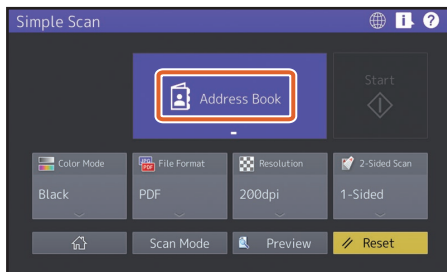 Simple Scan
i ?
Address Book
Start
Color Mode
File Format
Resolution
2-Sided Scan
Black
PDF
200dpi
1-Sided
Scan Mode
Preview
Reset